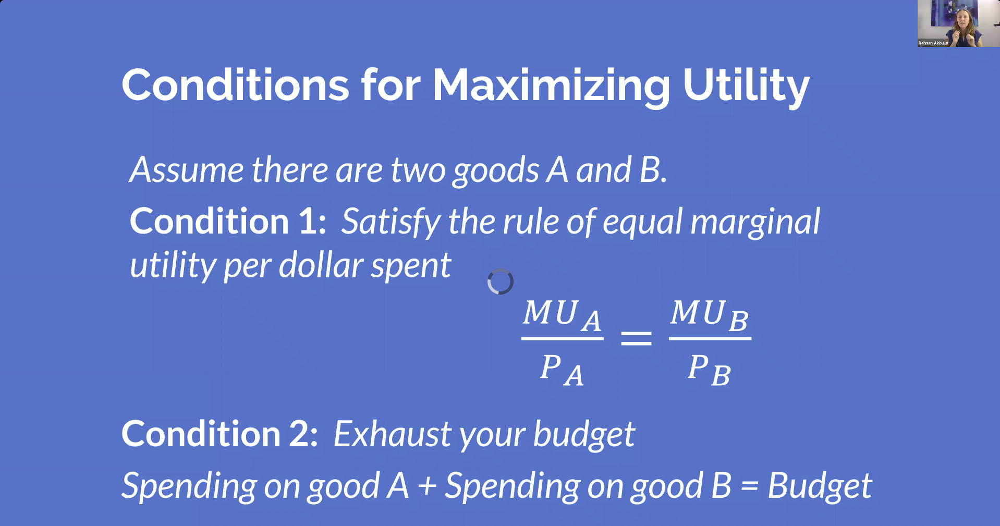 Rahsan Akbulut
Conditions for Maximizing Utility
Assume there are two goods A and B.
Condition 1: Satisfy the rule of equal marginal
utility per dollar spent
MU_A / P_A = MU_B / P_B
Condition 2: Exhaust your budget
Spending on good A + Spending on good B = Budget